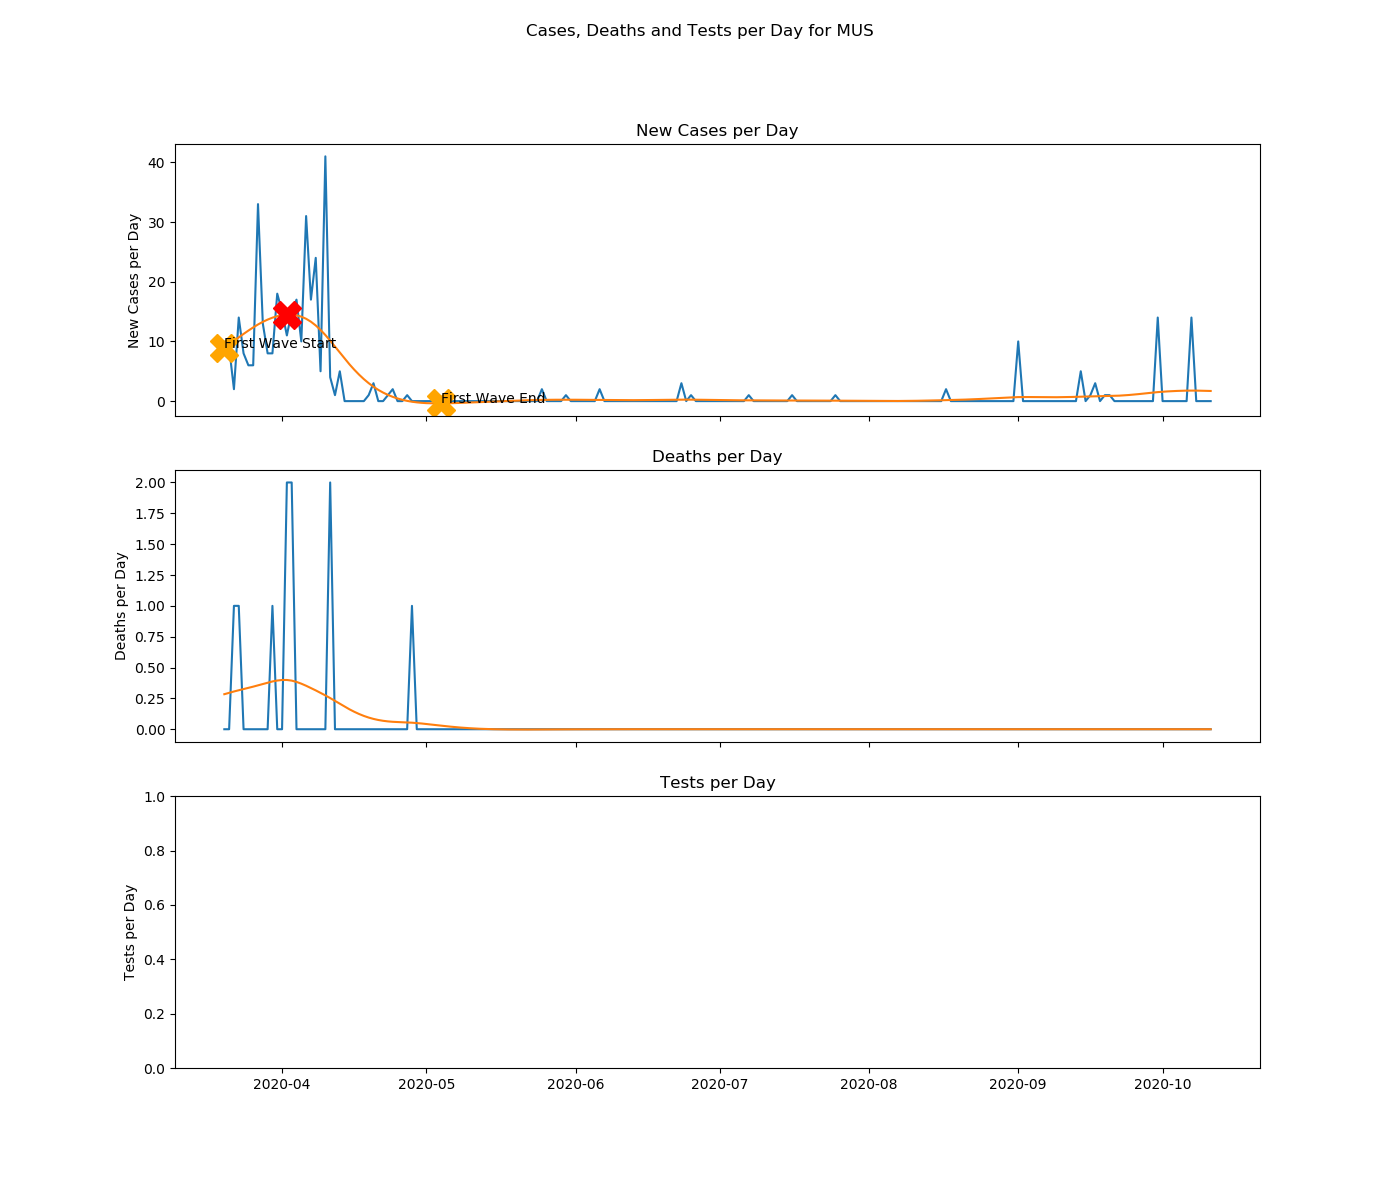 Cases, Deaths and Tests per Day for MUS
New Cases per Day
New Cases per Day
40
30
20
10
0
First Wave Start
First Wave End
Deaths per Day
Deaths per Day
2.00
1.75
1.50
1.25
1.00
0.75
0.50
0.25
0.00
Tests per Day
Tests per Day
1.0
0.8
0.6
0.4
0.2
0.0
2020-04 2020-05 2020-06 2020-07 2020-08 2020-09 2020-10